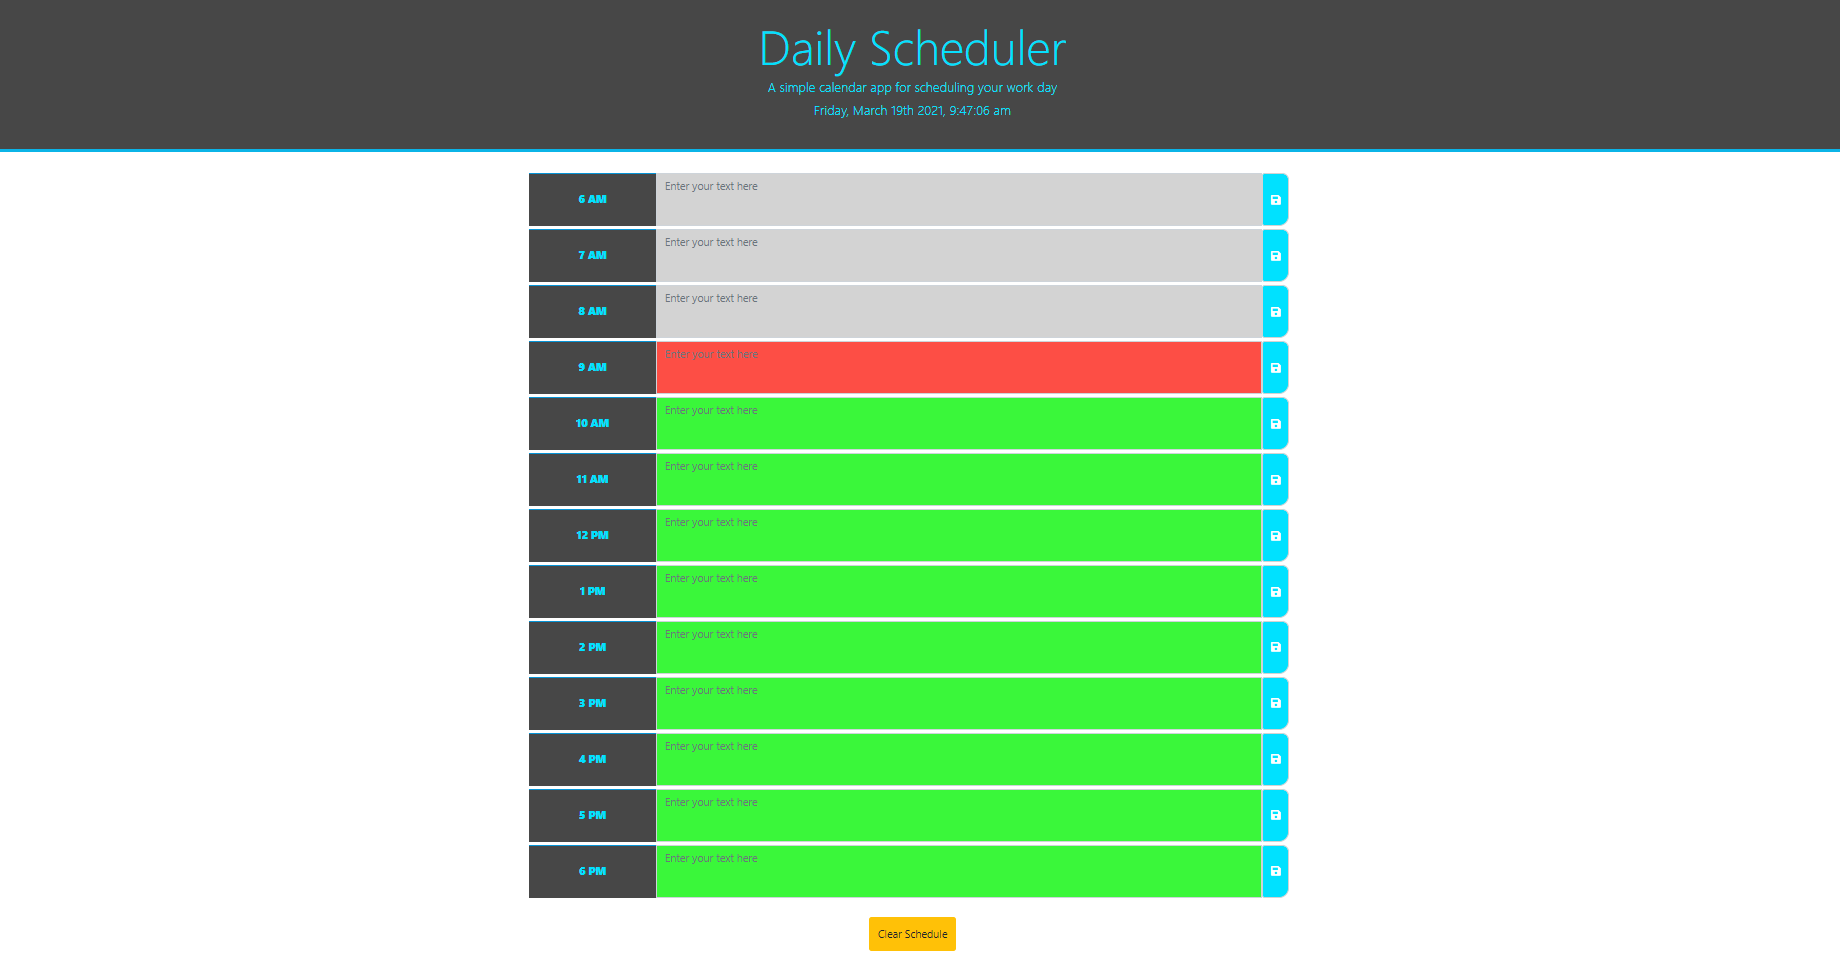 Daily Scheduler
A simple calendar app for scheduling your work day
Friday, March 19th 2021, 9:47:06 am
6 AM Enter your text here
7 AM Enter your text here
8 AM Enter your text here
9 AM Enter your text here
10 AM Enter your text here
11 AM Enter your text here
12 PM Enter your text here
1 PM Enter your text here
2 PM Enter your text here
3 PM Enter your text here
4 PM Enter your text here
5 PM Enter your text here
6 PM Enter your text here
Clear Schedule